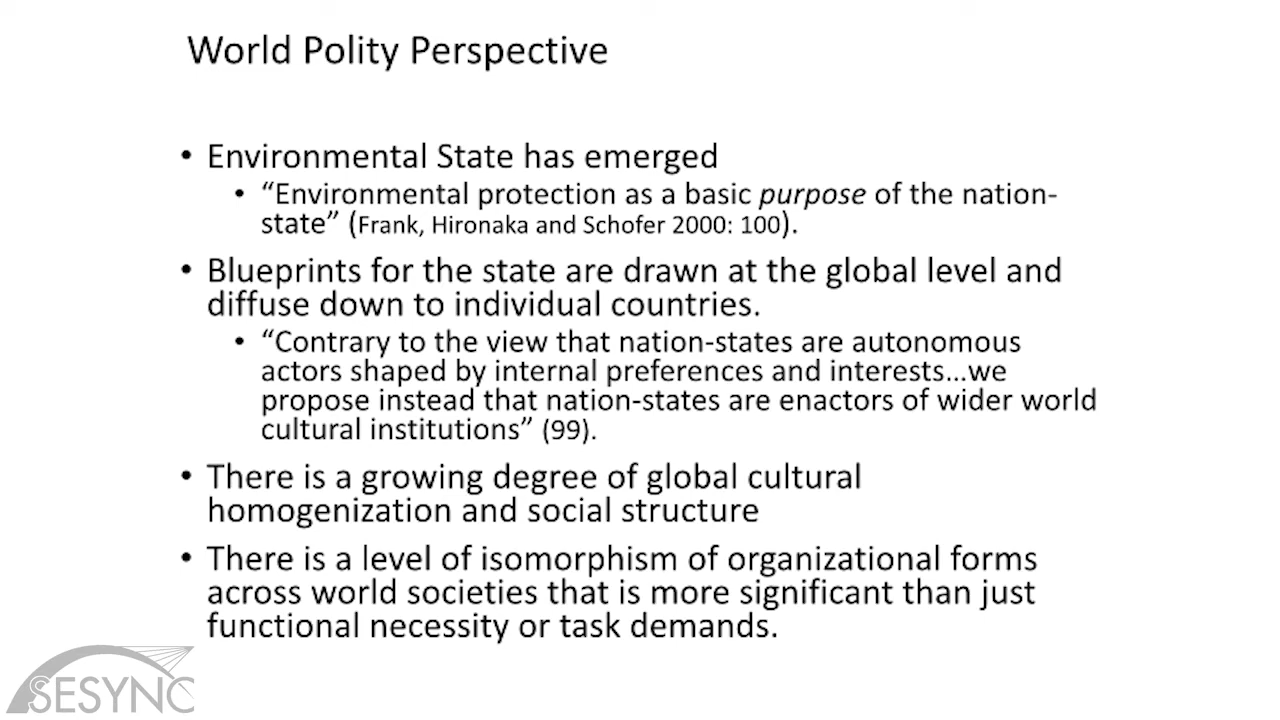 World Polity Perspective
• Environmental State has emerged
• “Environmental protection as a basic purpose of the nation-
state” (Frank, Hironaka and Schofer 2000: 100).
• Blueprints for the state are drawn at the global level and
diffuse down to individual countries.
• “Contrary to the view that nation-states are autonomous
actors shaped by internal preferences and interests…we
propose instead that nation-states are enactors of wider world
cultural institutions” (99).
• There is a growing degree of global cultural
homogenization and social structure
• There is a level of isomorphism of organizational forms
across world societies that is more significant than just
functional necessity or task demands.
SESYNC